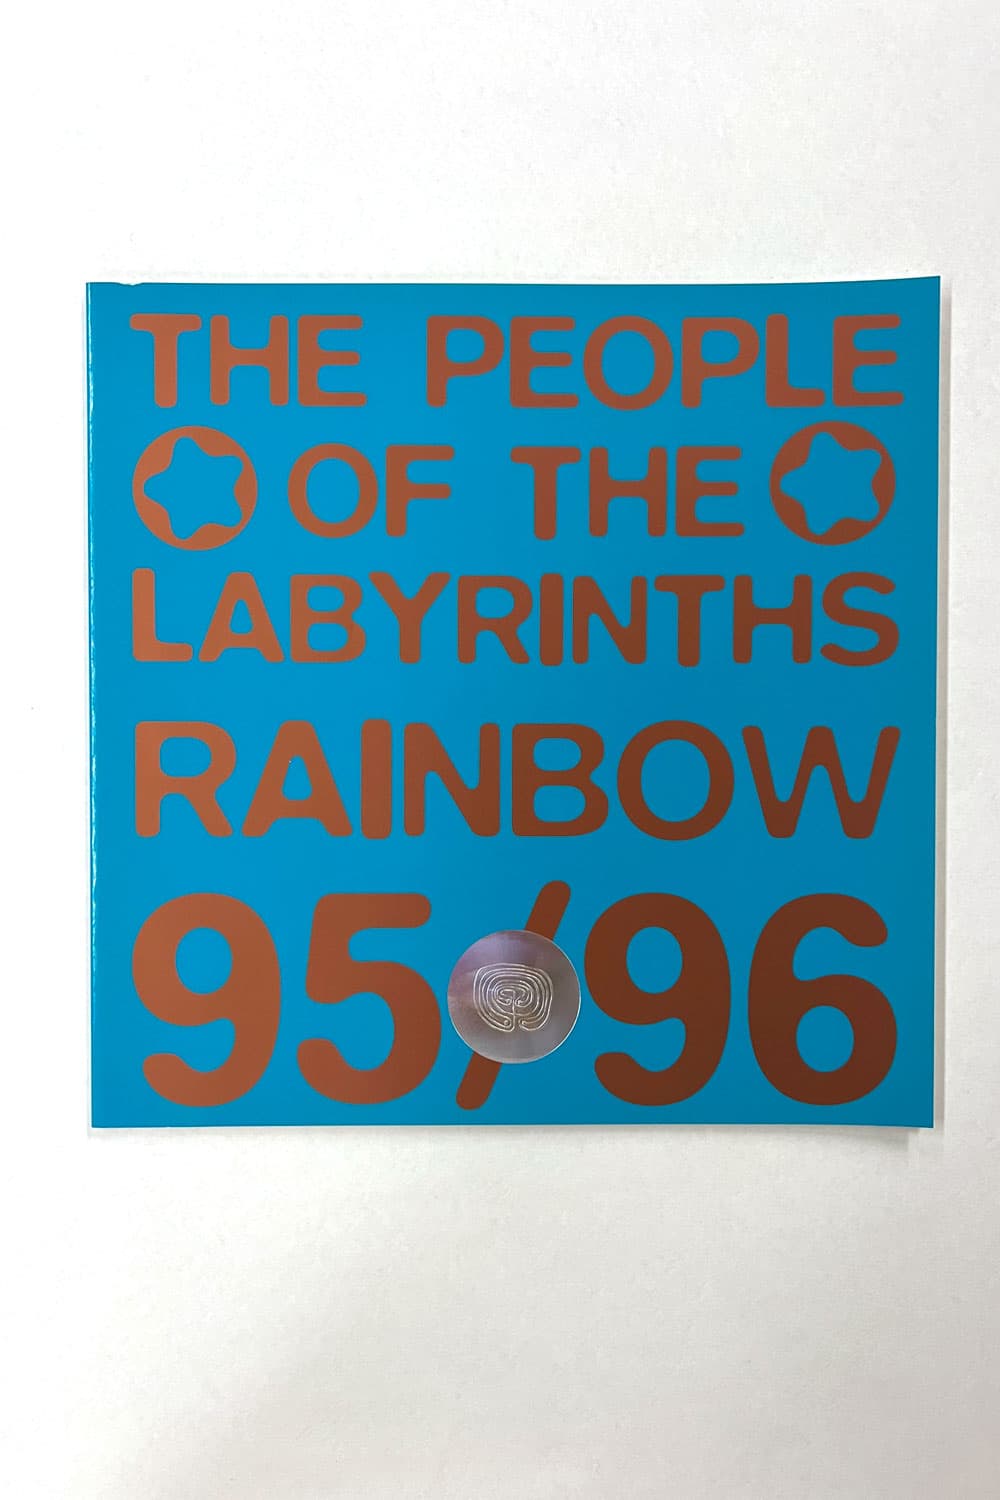 THE PEOPLE
OF THE
LABYRINTHS
RAINBOW
95/96